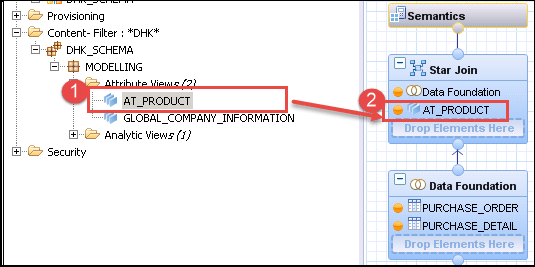 DHK_SCHEMA
Provisioning
Content- Filter : *DHK*
DHK_SCHEMA
MODELLING
Attribute Views (2)
1
AT_PRODUCT
GLOBAL_COMPANY_INFORMATION
Analytic Views (1)
Security
Semantics
Star Join
Data Foundation
2
AT_PRODUCT
Drop Elements Here
Data Foundation
PURCHASE_ORDER
PURCHASE_DETAIL
Drop Elements Here